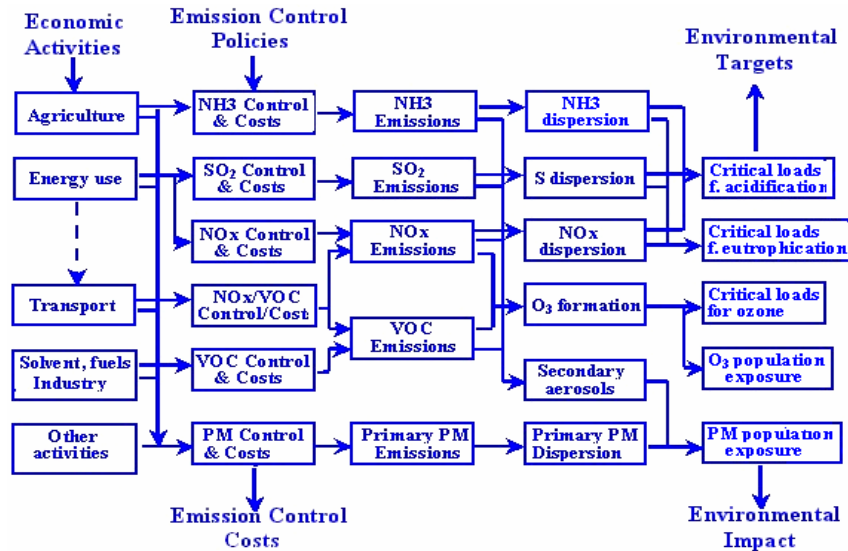 Economic
Activities
Emission Control
Policies
Environmental
Targets
Agriculture
NH3 Control
& Costs
NH3
Emissions
NH3
dispersion
Energy use
SO2 Control
& Costs
SO2
Emissions
S dispersion
Critical loads
f. acidification
NOx Control
& Costs
NOx
Emissions
NOx
dispersion
Critical loads
f. eutrophication
Transport
NOx/VOC
Control/Cost:
VOC
Emissions
O3 formation
Critical loads
for ozone
Solvent, fuels
Industry
VOC Control
& Costs
Secondary
aerosols
O3 population
exposure
Other
activities
PM Control
& Costs
Primary PM
Emissions
Primary PM
Dispersion
PM population
exposure
Emission Control
Costs
Environmental
Impact